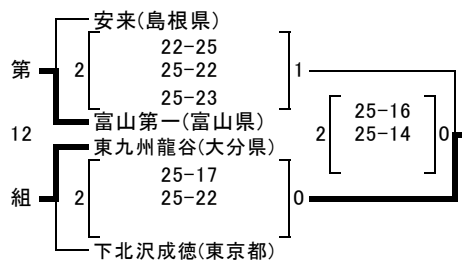 安来(島根県)
22-25
第 2 25-22 1
25-23
富山第一(富山県)
25-16
12 2 25-14 0
東九州龍谷(大分県)
25-17
組 2 25-22 0
下北沢成徳(東京都)